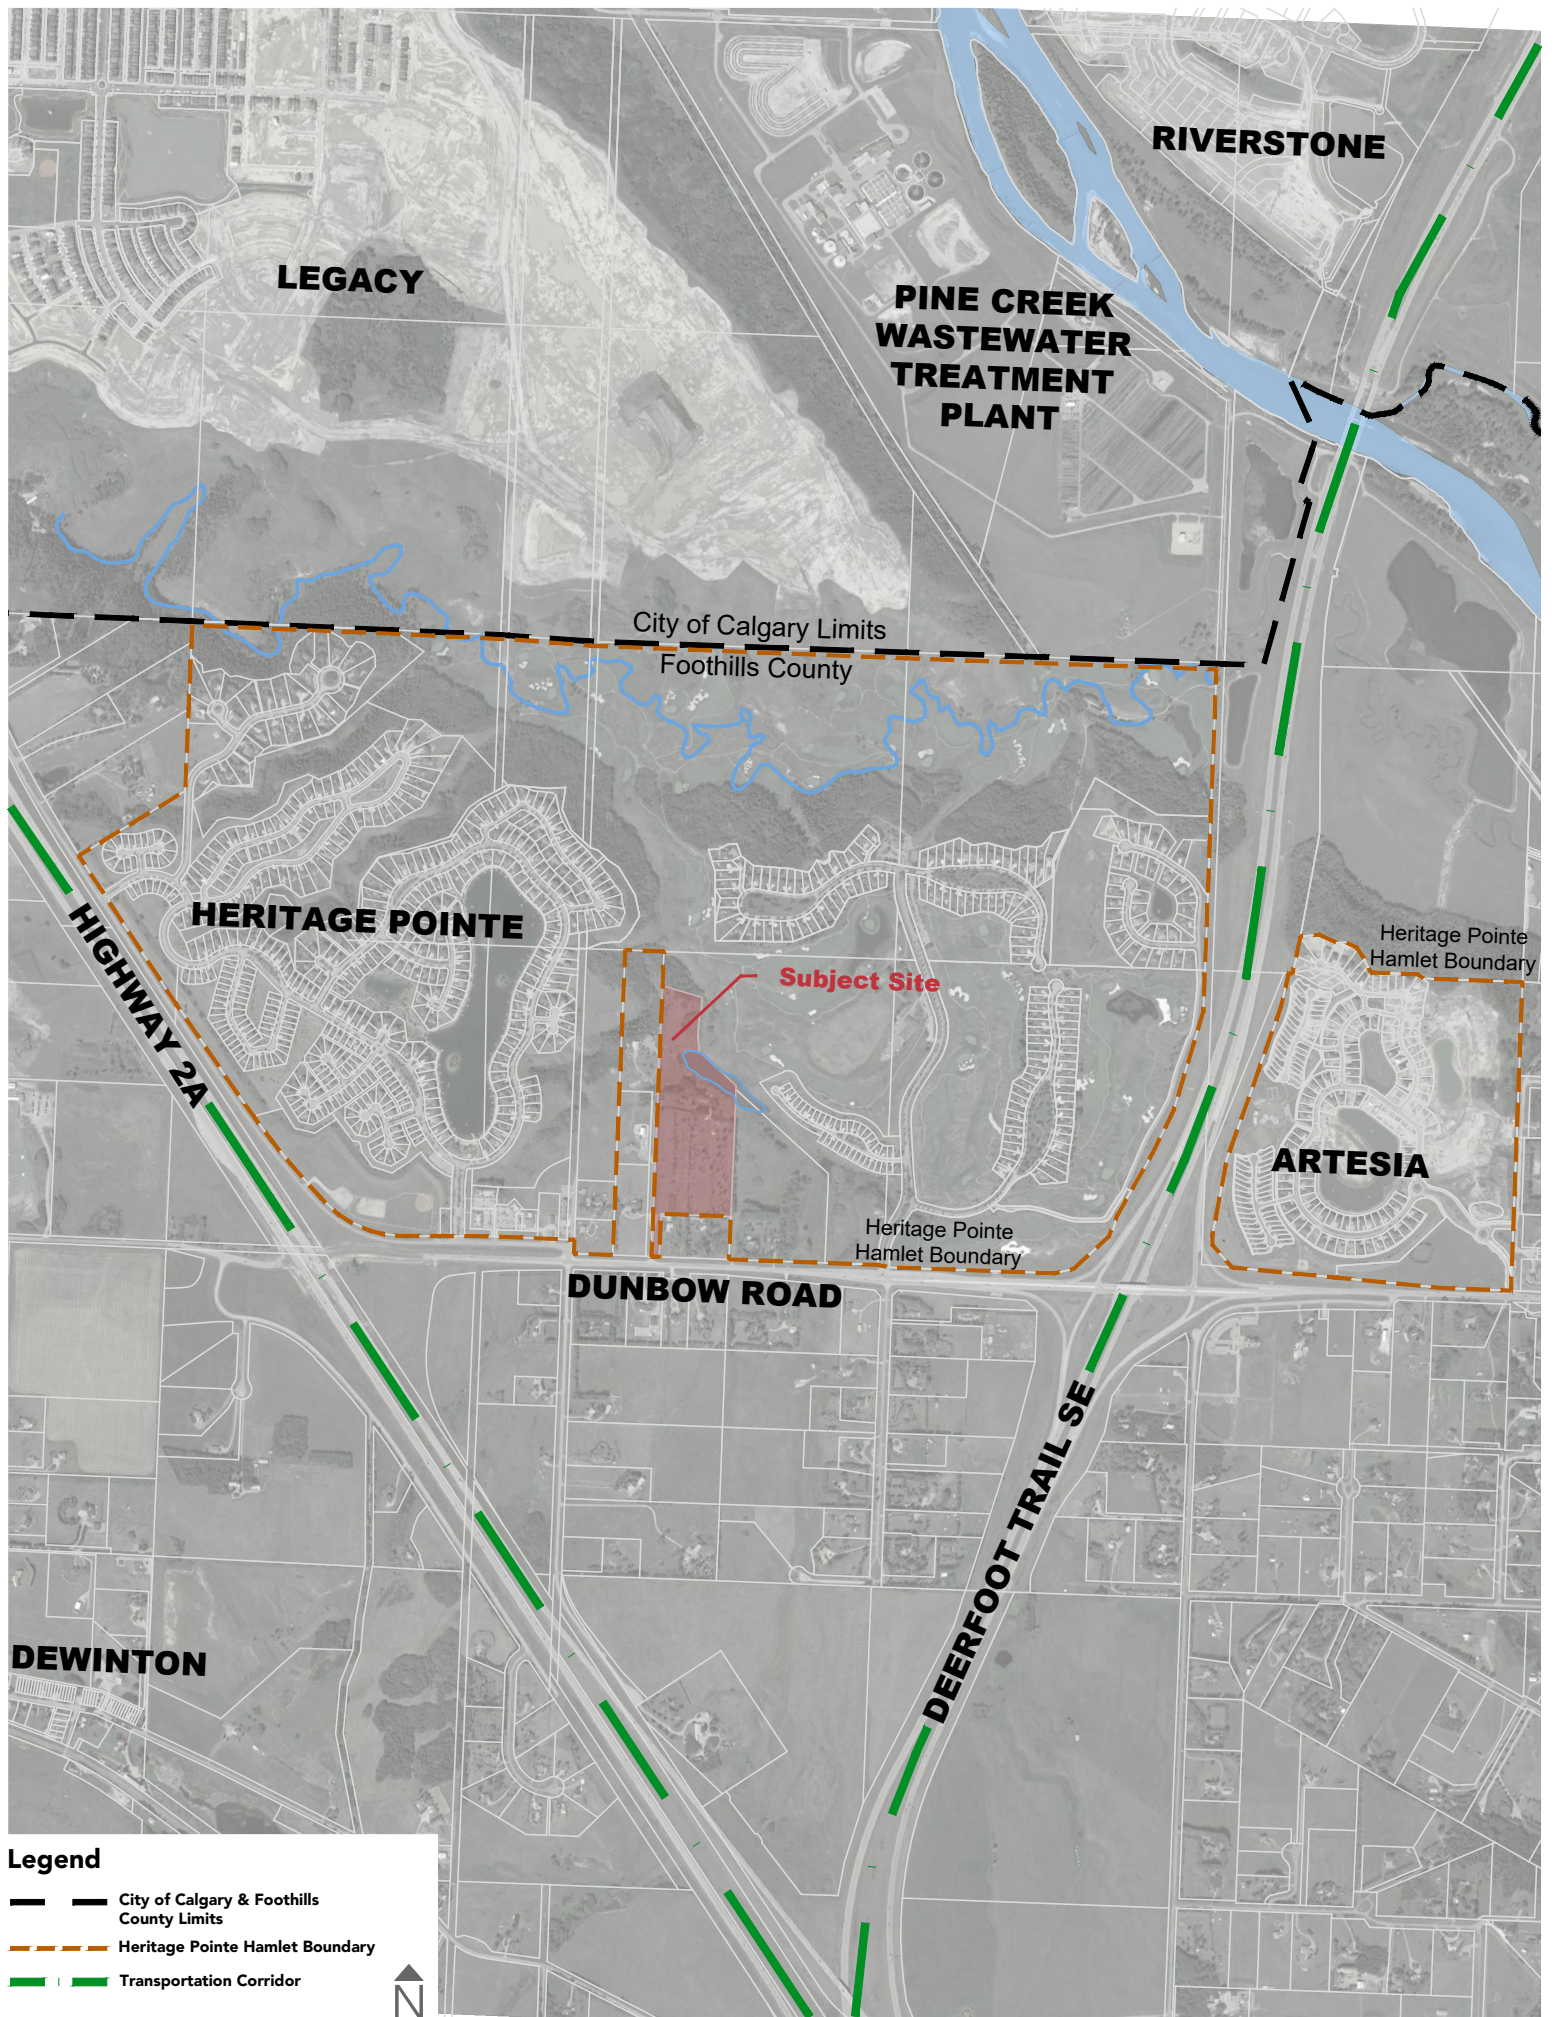 RIVERSTONE
LEGACY
PINE CREEK
WASTEWATER
TREATMENT
PLANT
City of Calgary Limits
Foothills County
HERITAGE POINTE
HIGHWAY 2A
Subject Site
Heritage Pointe
Hamlet Boundary
ARTESIA
Heritage Pointe
Hamlet Boundary
DUNBOW ROAD
DEERFOOT TRAIL SE
DEWINTON
Legend
City of Calgary & Foothills
County Limits
Heritage Pointe Hamlet Boundary
Transportation Corridor
N